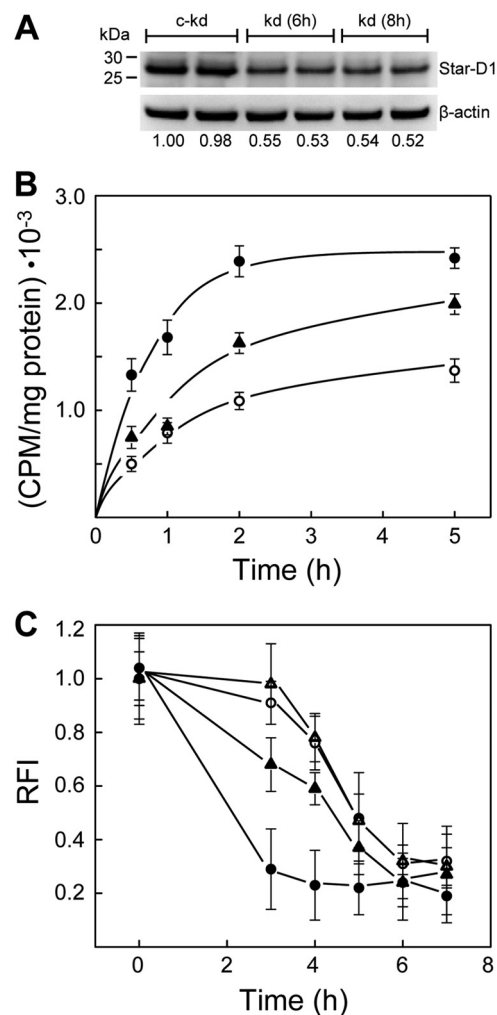 A
c-kd kd (6h) kd (8h)
kDa
30
25
Star-D1
β-actin
1.00 0.98 0.55 0.53 0.54 0.52
B
(CPM/mg protein) •10-3
3.0
2.0
1.0
0
0 1 2 3 4 5
Time (h)
C
RFI
1.2
1.0
0.8
0.6
0.4
0.2
0 2 4 6 8
Time (h)